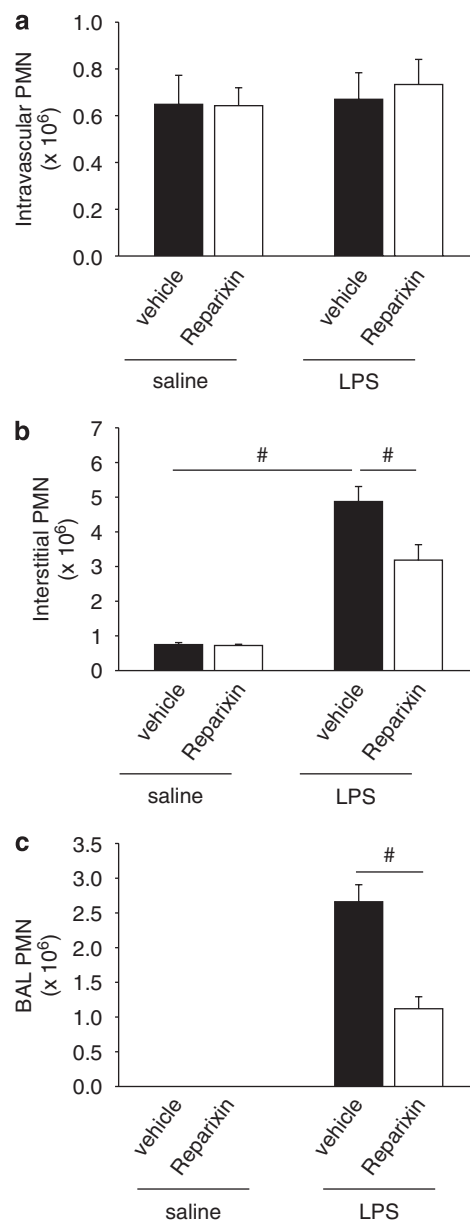 a
Intravascular PMN
(x 10⁶)
1.0
0.8
0.6
0.4
0.2
0.0
vehicle
Reparixin
vehicle
Reparixin
saline
LPS
b
Interstitial PMN
(x 10⁶)
7
6
5
4
3
2
1
0
#
#
vehicle
Reparixin
vehicle
Reparixin
saline
LPS
c
BAL PMN
(x 10⁶)
3.5
3.0
2.5
2.0
1.5
1.0
0.5
0.0
#
vehicle
Reparixin
vehicle
Reparixin
saline
LPS